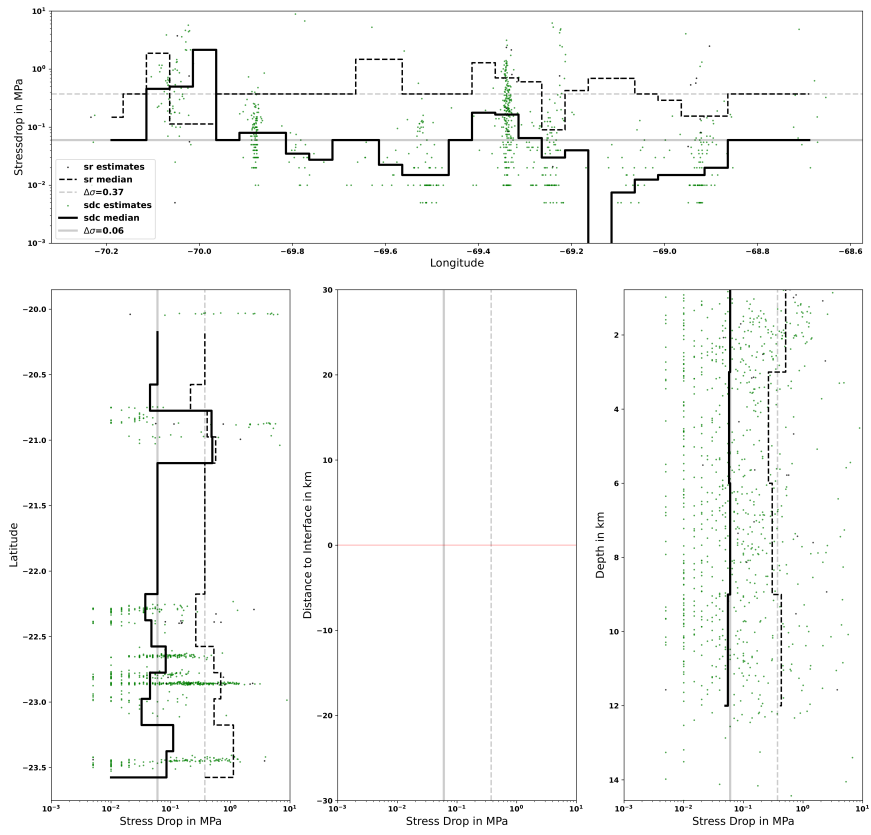 10¹
10⁰
10⁻¹
10⁻²
10⁻³
Stressdrop in MPa
sr estimates
sr median
Δσ=0.37
sdc estimates
sdc median
Δσ=0.06
−70.2 −70.0 −69.8 −69.6 −69.4 −69.2 −69.0 −68.8 −68.6
Longitude
−20.0
−20.5
−21.0
−21.5
−22.0
−22.5
−23.0
−23.5
Latitude
10⁻³ 10⁻² 10⁻¹ 10⁰ 10¹
Stress Drop in MPa
30
20
10
0
−10
−20
−30
Distance to Interface in km
10⁻³ 10⁻² 10⁻¹ 10⁰ 10¹
Stress Drop in MPa
2
4
6
8
10
12
14
Depth in km
10⁻³ 10⁻² 10⁻¹ 10⁰ 10¹
Stress Drop in MPa